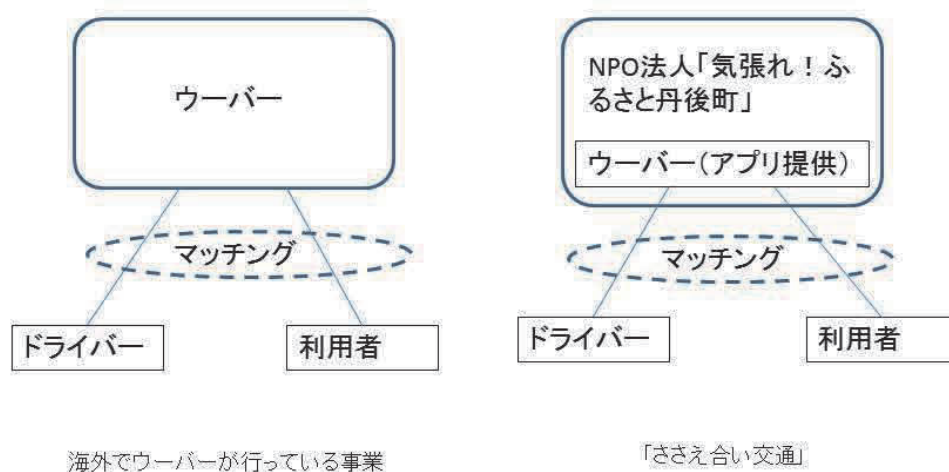 ウーバー
マッチング
ドライバー
利用者
海外でウーバーが行っている事業
NPO法人「気張れ！ふ
るさと丹後町」
ウーバー（アプリ提供）
マッチング
ドライバー
利用者
「ささえ合い交通」